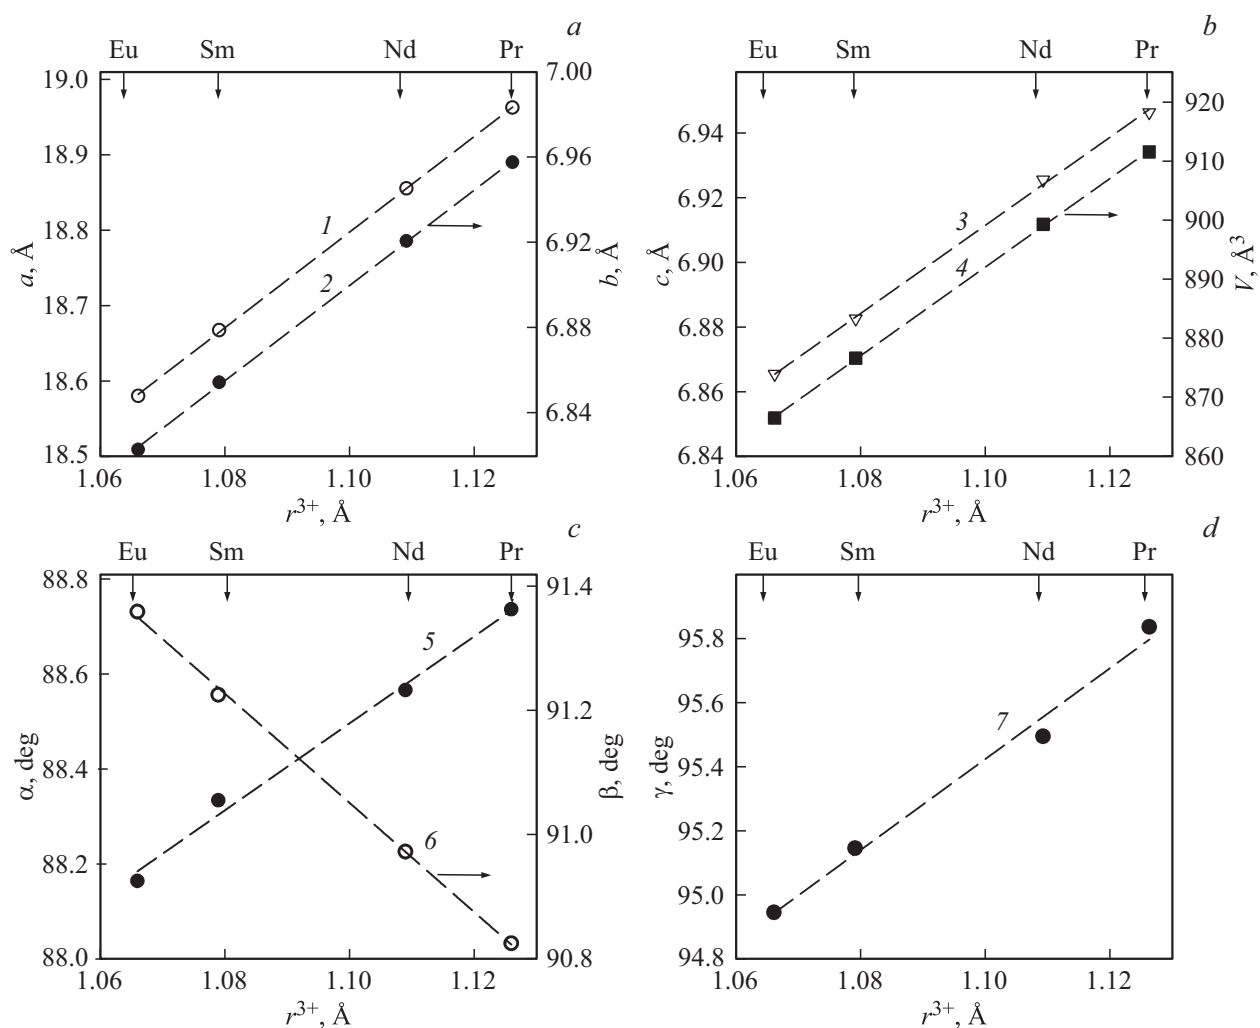 a
Eu Sm Nd Pr
19.0
18.9
18.8
18.7
18.6
18.5
a, Å
7.00
6.96
6.92
6.88
6.84
b, Å
1
2
1.06 1.08 1.10 1.12
r³⁺, Å
b
Eu Sm Nd Pr
6.94
6.92
6.90
6.88
6.86
6.84
c, Å
920
910
900
890
880
870
860
V, Å³
3
4
1.06 1.08 1.10 1.12
r³⁺, Å
c
Eu Sm Nd Pr
88.8
88.6
88.4
88.2
88.0
α, deg
91.4
91.2
91.0
90.8
β, deg
5
6
1.06 1.08 1.10 1.12
r³⁺, Å
d
Eu Sm Nd Pr
95.8
95.6
95.4
95.2
95.0
94.8
γ, deg
7
1.06 1.08 1.10 1.12
r³⁺, Å